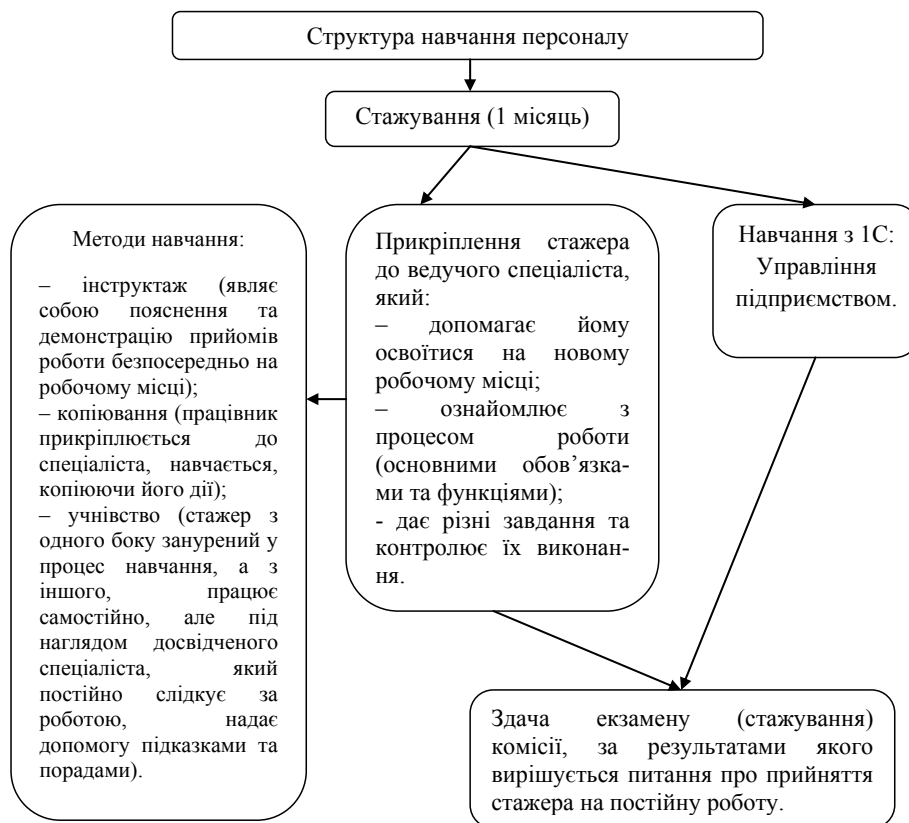 Структура навчання персоналу
Стажування (1 місяць)
Методи навчання:
– інструктаж (являє
собою пояснення та
демонстрацію прийомів
роботи безпосередньо на
робочому місці);
– копіювання (працівник
прикріплюється до
спеціаліста, навчається,
копіюючи його дії);
– учнівство (стажер з
одного боку занурений у
процес навчання, а з
іншого, працює
самостійно, але під
наглядом досвідченого
спеціаліста, який
постійно слідкує за
роботою, надає
допомогу підказками та
порадами).
Прикріплення стажера
до ведучого спеціаліста,
який:
– допомагає йому
освоїтися на новому
робочому місці;
– ознайомлює з
процесом роботи
(основними обов’язка-
ми та функціями);
- дає різні завдання та
контролює їх виконан-
ня.
Навчання з 1С:
Управління
підприємством.
Здача екзамену (стажування)
комісії, за результатами якого
вирішується питання про прийняття
стажера на постійну роботу.